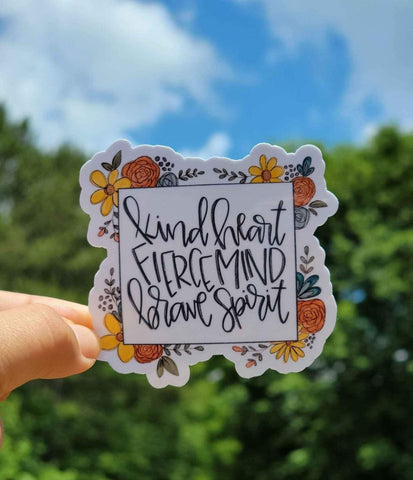 kind heart
FIERCE MIND
brave spirit